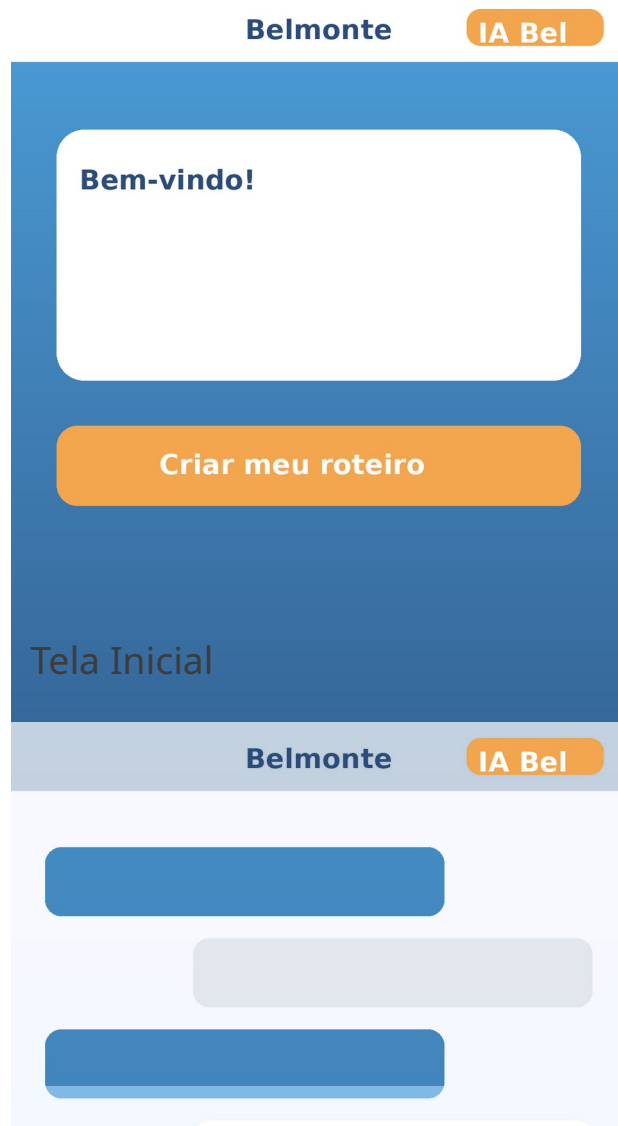 Belmonte
IA Bel
Bem-vindo!
Criar meu roteiro
Tela Inicial
Belmonte
IA Bel